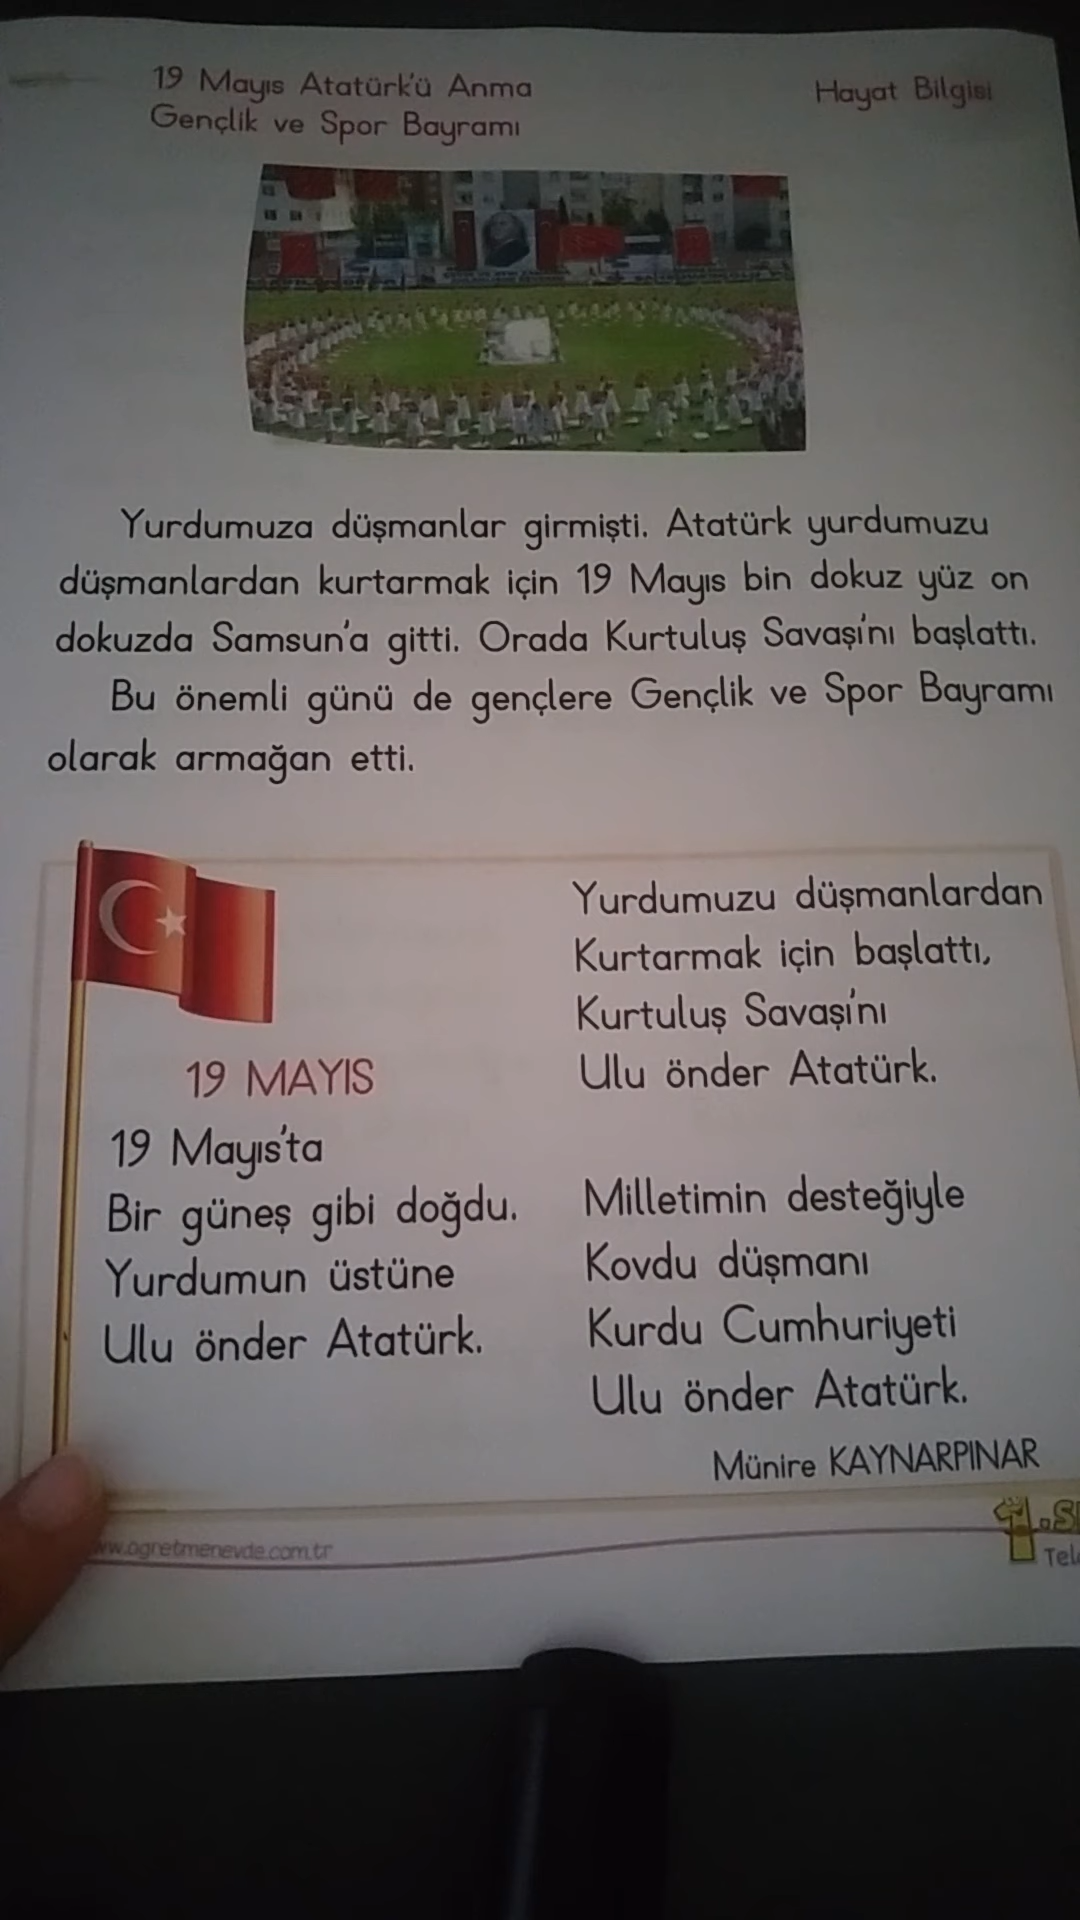 19 Mayıs Atatürk'ü Anma
Gençlik ve Spor Bayramı
Hayat Bilgisi
Yurdumuza düşmanlar girmişti. Atatürk yurdumuzu
düşmanlardan kurtarmak için 19 Mayıs bin dokuz yüz on
dokuzda Samsun'a gitti. Orada Kurtuluş Savaşı'nı başlattı.
Bu önemli günü de gençlere Gençlik ve Spor Bayramı
olarak armağan etti.
19 MAYIS
19 Mayıs'ta
Bir güneş gibi doğdu.
Yurdumun üstüne
Ulu önder Atatürk.
Yurdumuzu düşmanlardan
Kurtarmak için başlattı,
Kurtuluş Savaşı'nı
Ulu önder Atatürk.
Milletimin desteğiyle
Kovdu düşmanı
Kurdu Cumhuriyeti
Ulu önder Atatürk.
Münire KAYNARPINAR
ww.ogretmenevde.com.tr
1.